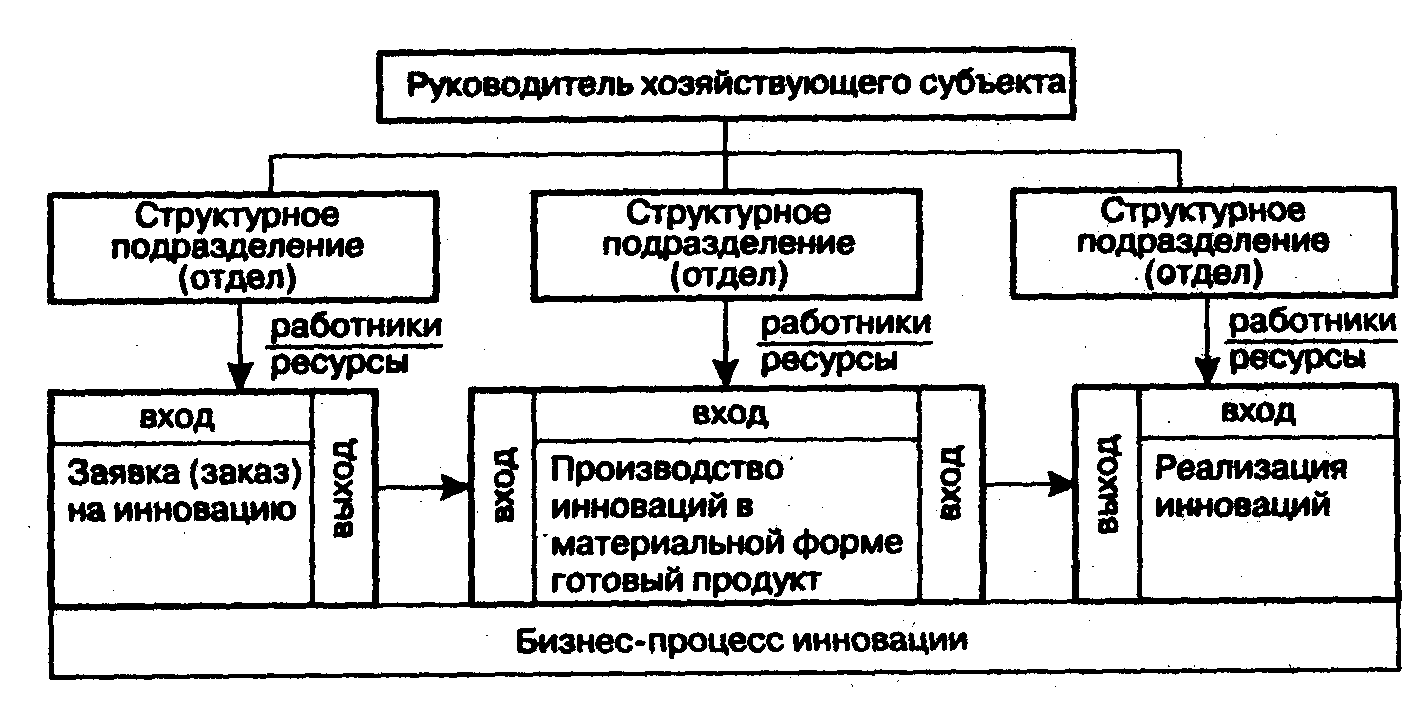 Руководитель хозяйствующего субъекта
Структурное
подразделение
(отдел)
Структурное
подразделение
(отдел)
Структурное
подразделение
(отдел)
работники
ресурсы
работники
ресурсы
работники
ресурсы
вход
Заявка (заказ)
на инновацию
выход
вход
вход
Производство
инноваций в
материальной форме
готовый продукт
вход
выход
вход
Реализация
инноваций
Бизнес-процесс инновации